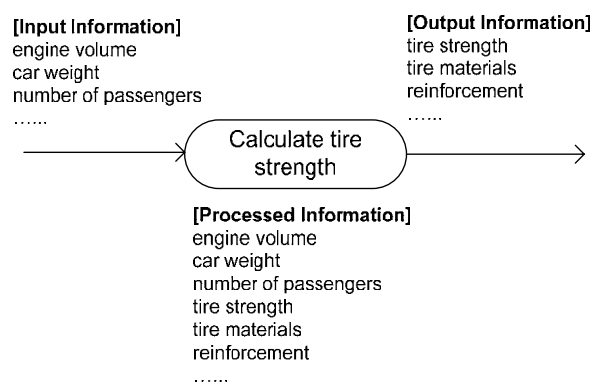 [Input Information]
engine volume
car weight
number of passengers
……
[Output Information]
tire strength
tire materials
reinforcement
……
Calculate tire
strength
[Processed Information]
engine volume
car weight
number of passengers
tire strength
tire materials
reinforcement
……